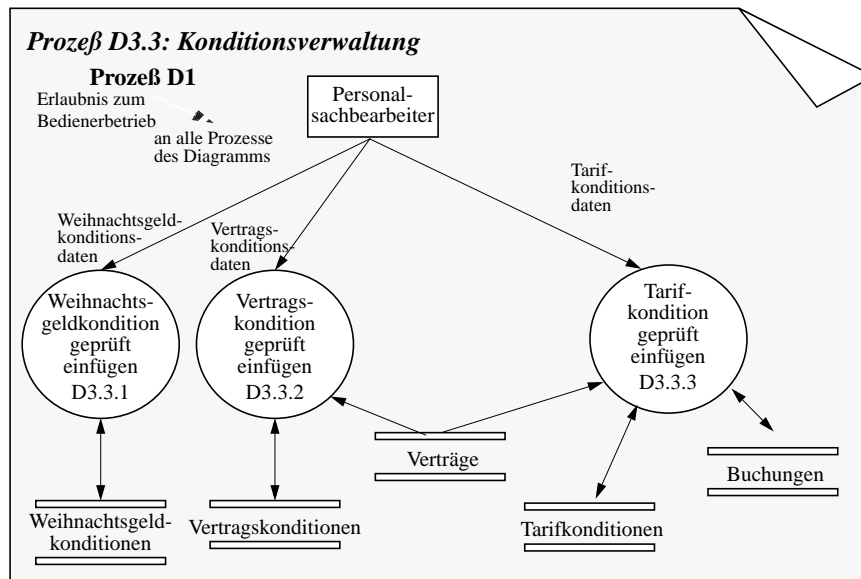 Prozeß D3.3: Konditionsverwaltung
Prozeß D1
Erlaubnis zum
Bedienerbetrieb
an alle Prozesse
des Diagramms
Personal-
sachbearbeiter
Weihnachtsgeld-
konditions-
daten
Vertrags-
konditions-
daten
Tarif-
konditions-
daten
Weihnachts-
geldkondition
geprüft
einfügen
D3.3.1
Vertrags-
kondition
geprüft
einfügen
D3.3.2
Tarif-
kondition
geprüft
einfügen
D3.3.3
Verträge
Buchungen
Weihnachtsgeld-
konditionen
Vertragskonditionen
Tarifkonditionen